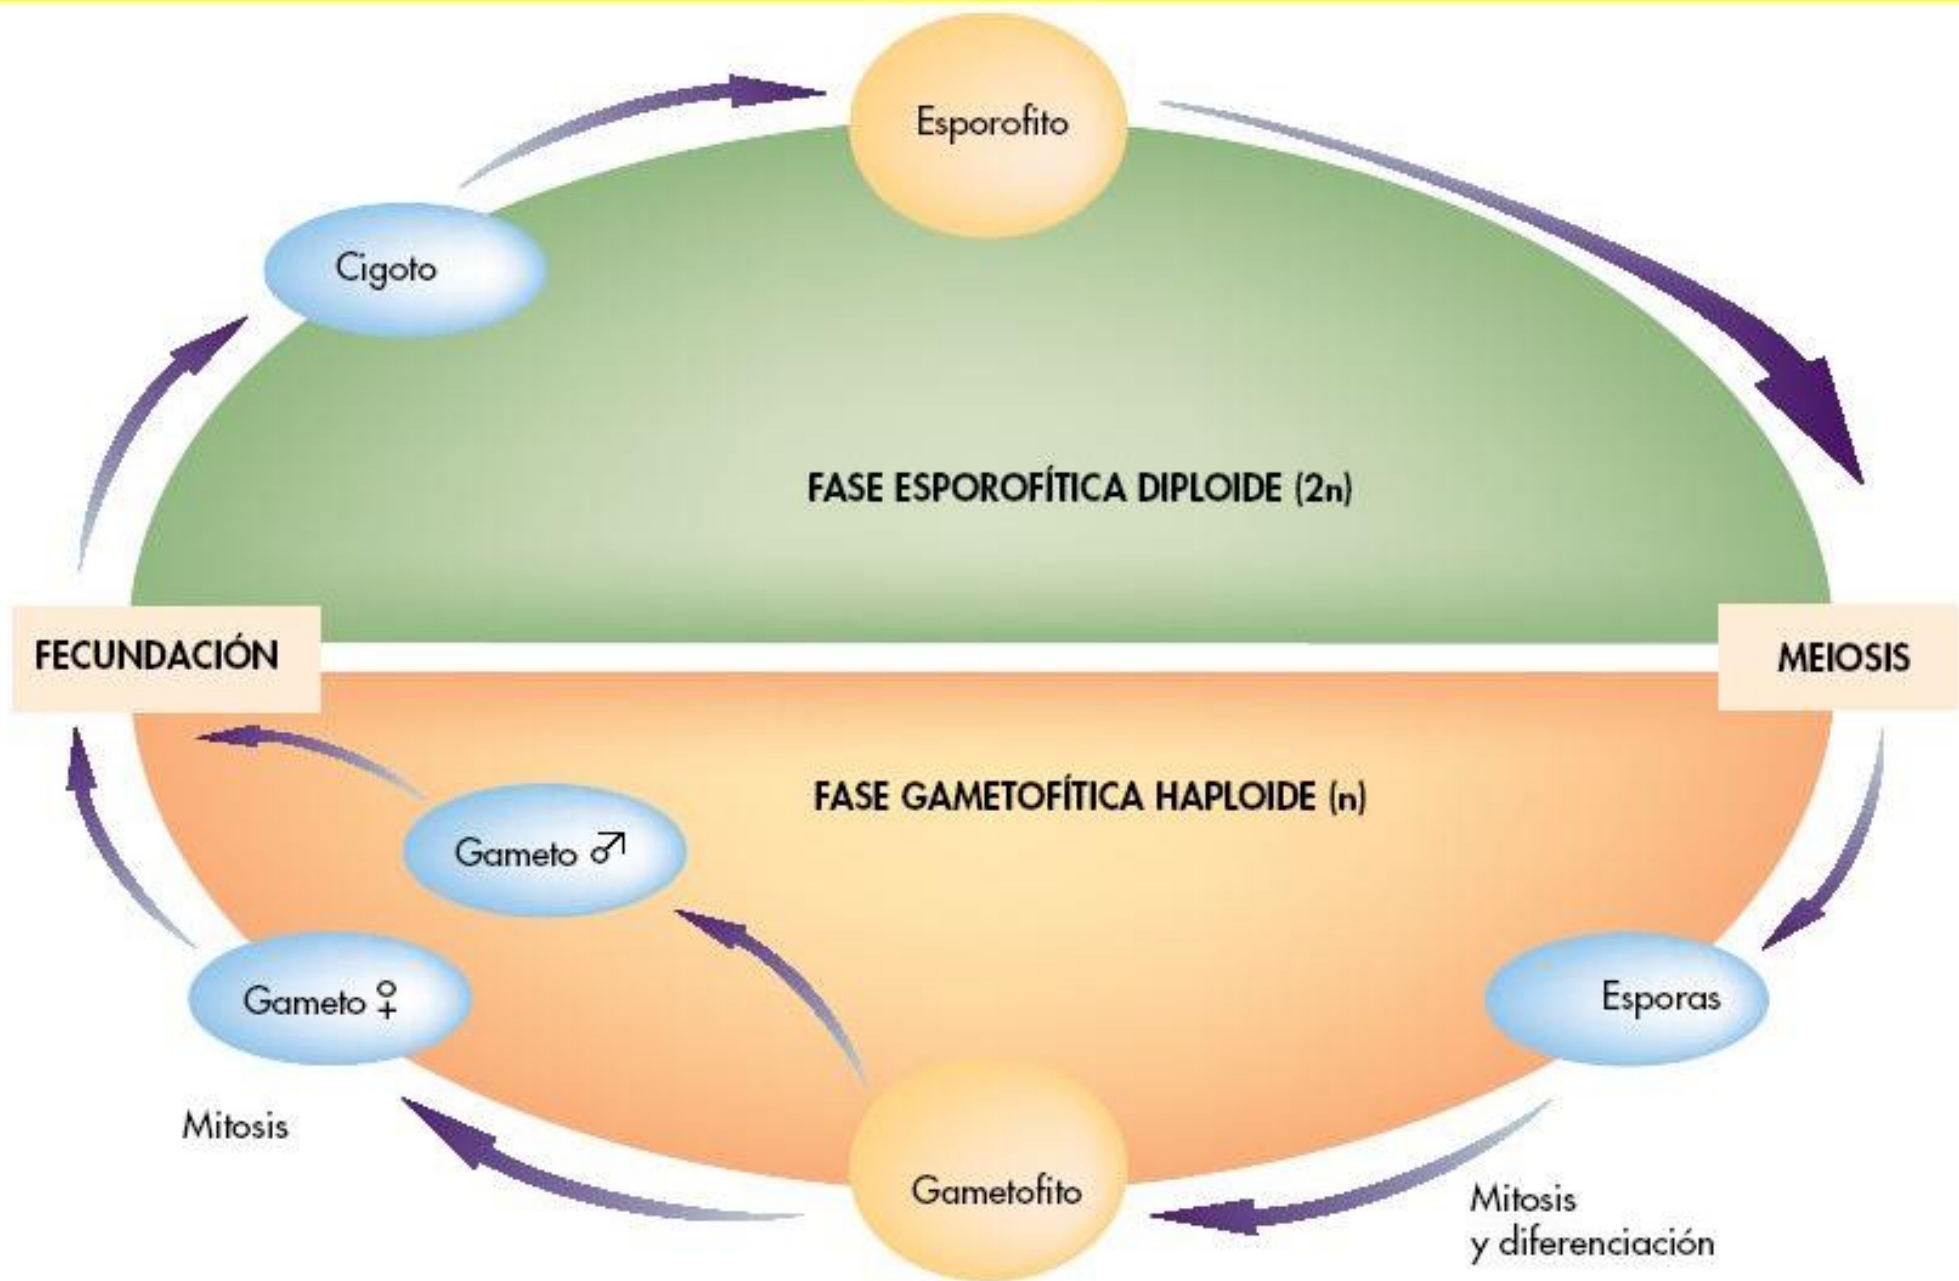 Esporofito
Cigoto
FASE ESPOROFÍTICA DIPLOIDE (2n)
FECUNDACIÓN
MEIOSIS
FASE GAMETOFÍTICA HAPLOIDE (n)
Gameto ♂
Gameto ♀
Esporas
Mitosis
Gametofito
Mitosis
y diferenciación